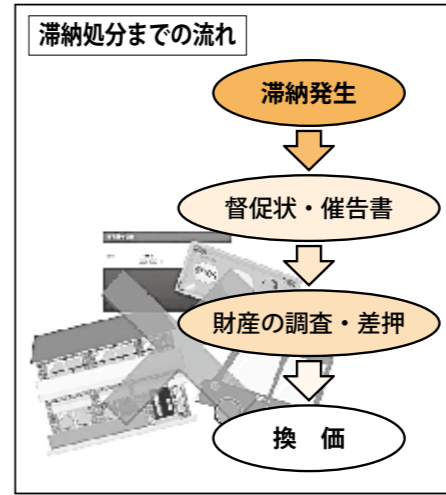 滞納処分までの流れ
滞納発生
督促状・催告書
財産の調査・差押
換　価